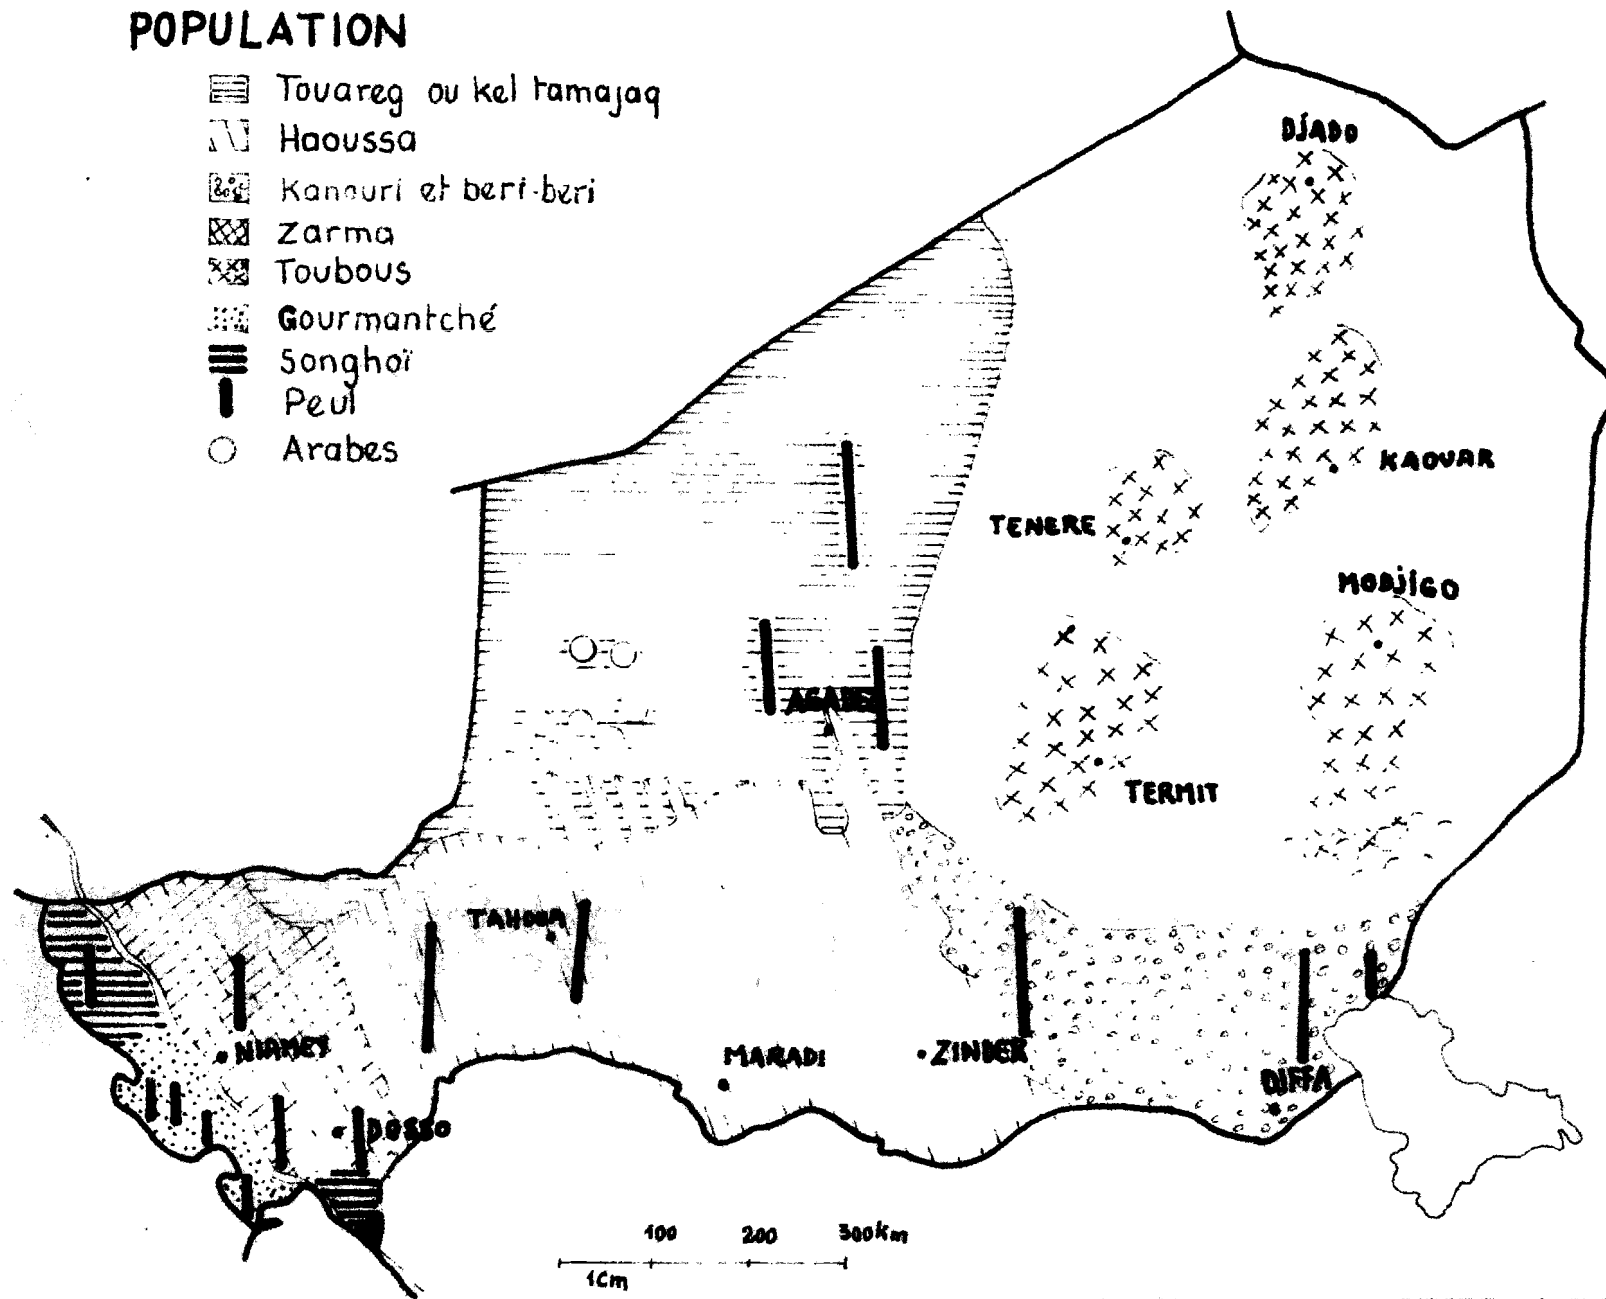 POPULATION
Touareg ou kel tamajaq
Haoussa
Kanouri et beri-beri
Zarma
Toubous
Gourmantché
Songhoï
Peul
Arabes
DJADO
KAOUAR
TENERE
MODJIGO
AGADEZ
TERMIT
TAHOUA
NIAMEY
MARADI
ZINDER
DIFFA
DOSSO
100 200 300km
1cm